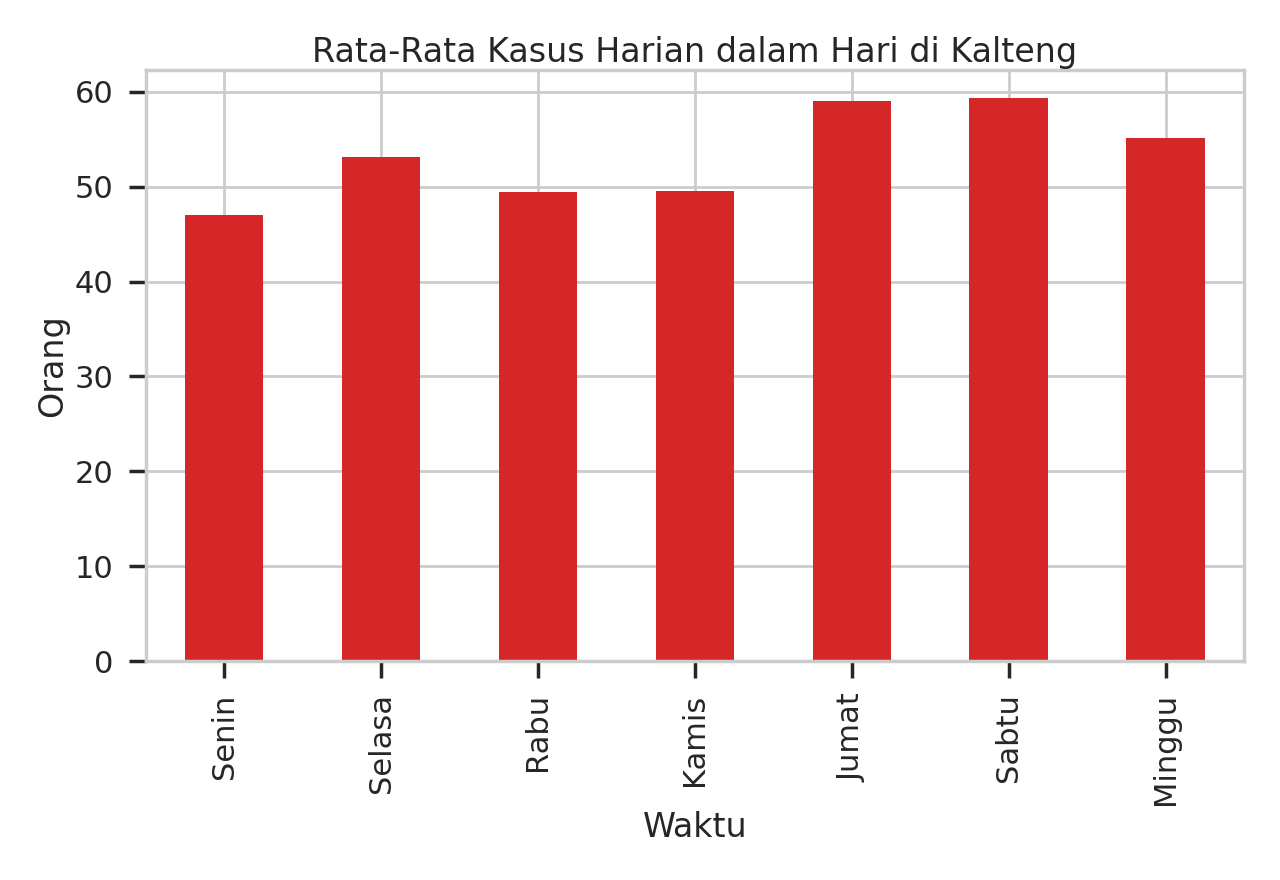 Rata-Rata Kasus Harian dalam Hari di Kalteng
60
50
40
30
20
10
0
Orang
Senin
Selasa
Rabu
Kamis
Jumat
Sabtu
Minggu
Waktu